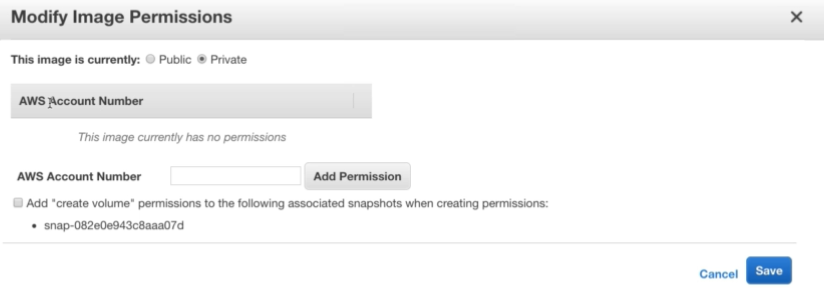 Modify Image Permissions
This image is currently: Public Private
AWS Account Number
This image currently has no permissions
AWS Account Number Add Permission
Add "create volume" permissions to the following associated snapshots when creating permissions:
• snap-082e0e943c8aaa07d
Cancel Save